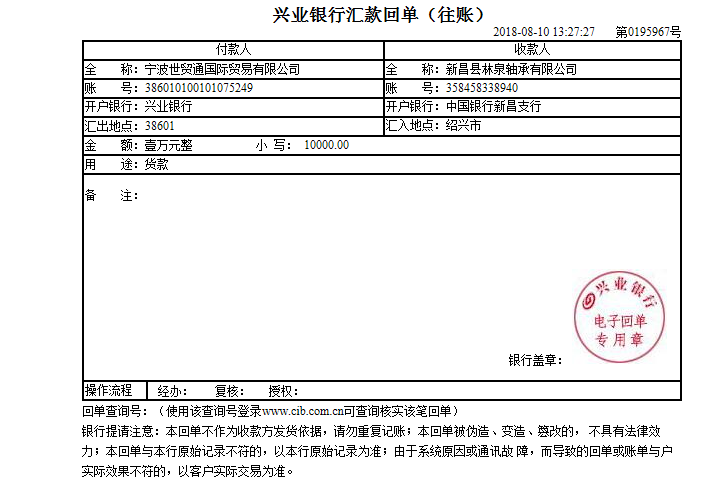 兴业银行汇款回单（往账）
2018-08-10 13:27:27 第0195967号
付款人 收款人
全 称：宁波世贸通国际贸易有限公司 全 称：新昌县林泉轴承有限公司
账 号：386010100101075249 账 号：358458338940
开户银行：兴业银行 开户银行：中国银行新昌支行
汇出地点：38601 汇入地点：绍兴市
金 额：壹万元整 小 写： 10000.00
用 途：货款
备 注：
兴业银行
电子回单
专用章
银行盖章：
操作流程 经办： 复核： 授权：
回单查询号：（使用该查询号登录www.cib.com.cn可查询核实该笔回单）
银行提请注意：本回单不作为收款方发货依据，请勿重复记账；本回单被伪造、变造、篡改的， 不具有法律效
力；本回单与本行原始记录不符的，以本行原始记录为准；由于系统原因或通讯故 障，而导致的回单或账单与户
实际效果不符的，以客户实际交易为准。